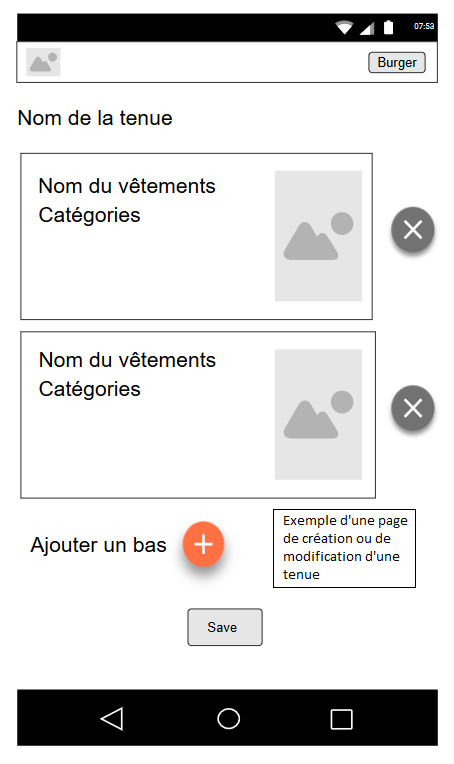 07:53
Burger
Nom de la tenue
Nom du vêtements
Catégories
Nom du vêtements
Catégories
Ajouter un bas
Exemple d'une page
de création ou de
modification d'une
tenue
Save